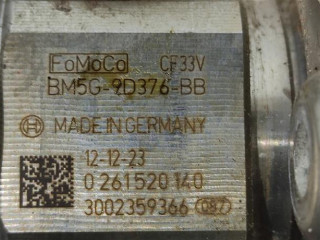 FoMoCo CF33V
BM5G-9D376-BB
MADE IN GERMANY
12-12-23
0 261 520 140
3002359366 087